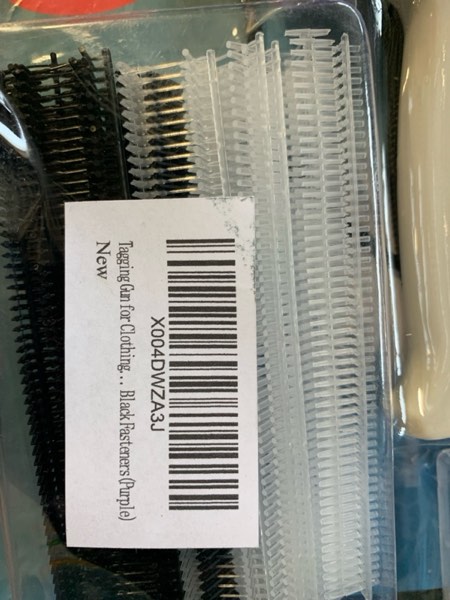 X004DWZA3J
Tagging Gun for Clothing... Black Fasteners (Purple)
New